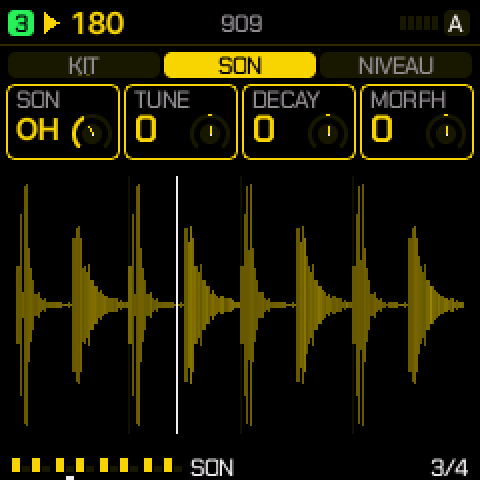 3 180 909 A
KIT SON NIVEAU
SON TUNE DECAY MORPH
OH 0 0 0
SON 3/4